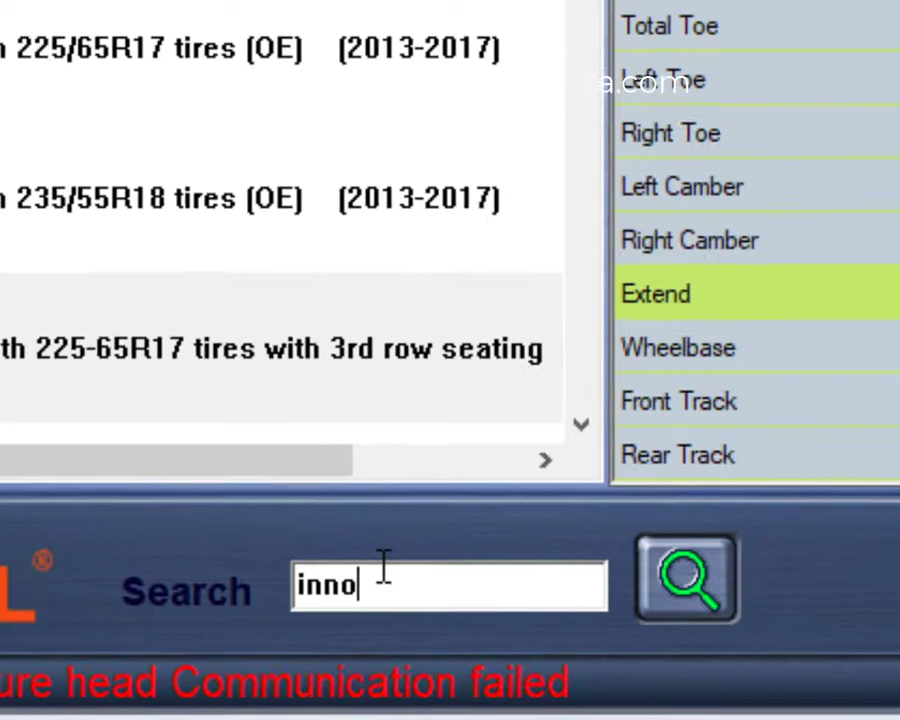 225/65R17 tires (OE) (2013-2017)
235/55R18 tires (OE) (2013-2017)
225-65R17 tires with 3rd row seating
Total Toe
a.com
Left Toe
Right Toe
Left Camber
Right Camber
Extend
Wheelbase
Front Track
Rear Track
L®
Search
inno
head Communication failed